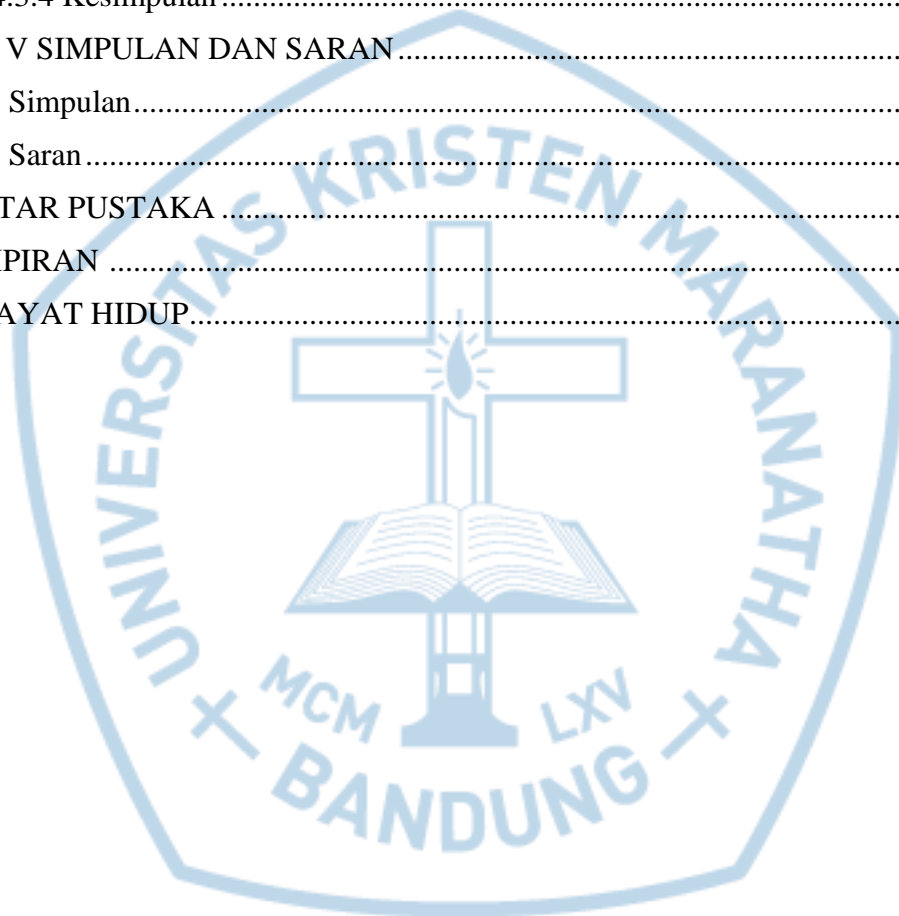 4.3.4 Kesimpulan
V SIMPULAN DAN SARAN
Simpulan
Saran
TAR PUSTAKA
PIRAN
AYAT HIDUP
UNIVERSITAS KRISTEN MARANATHA
MCM LXV
BANDUNG